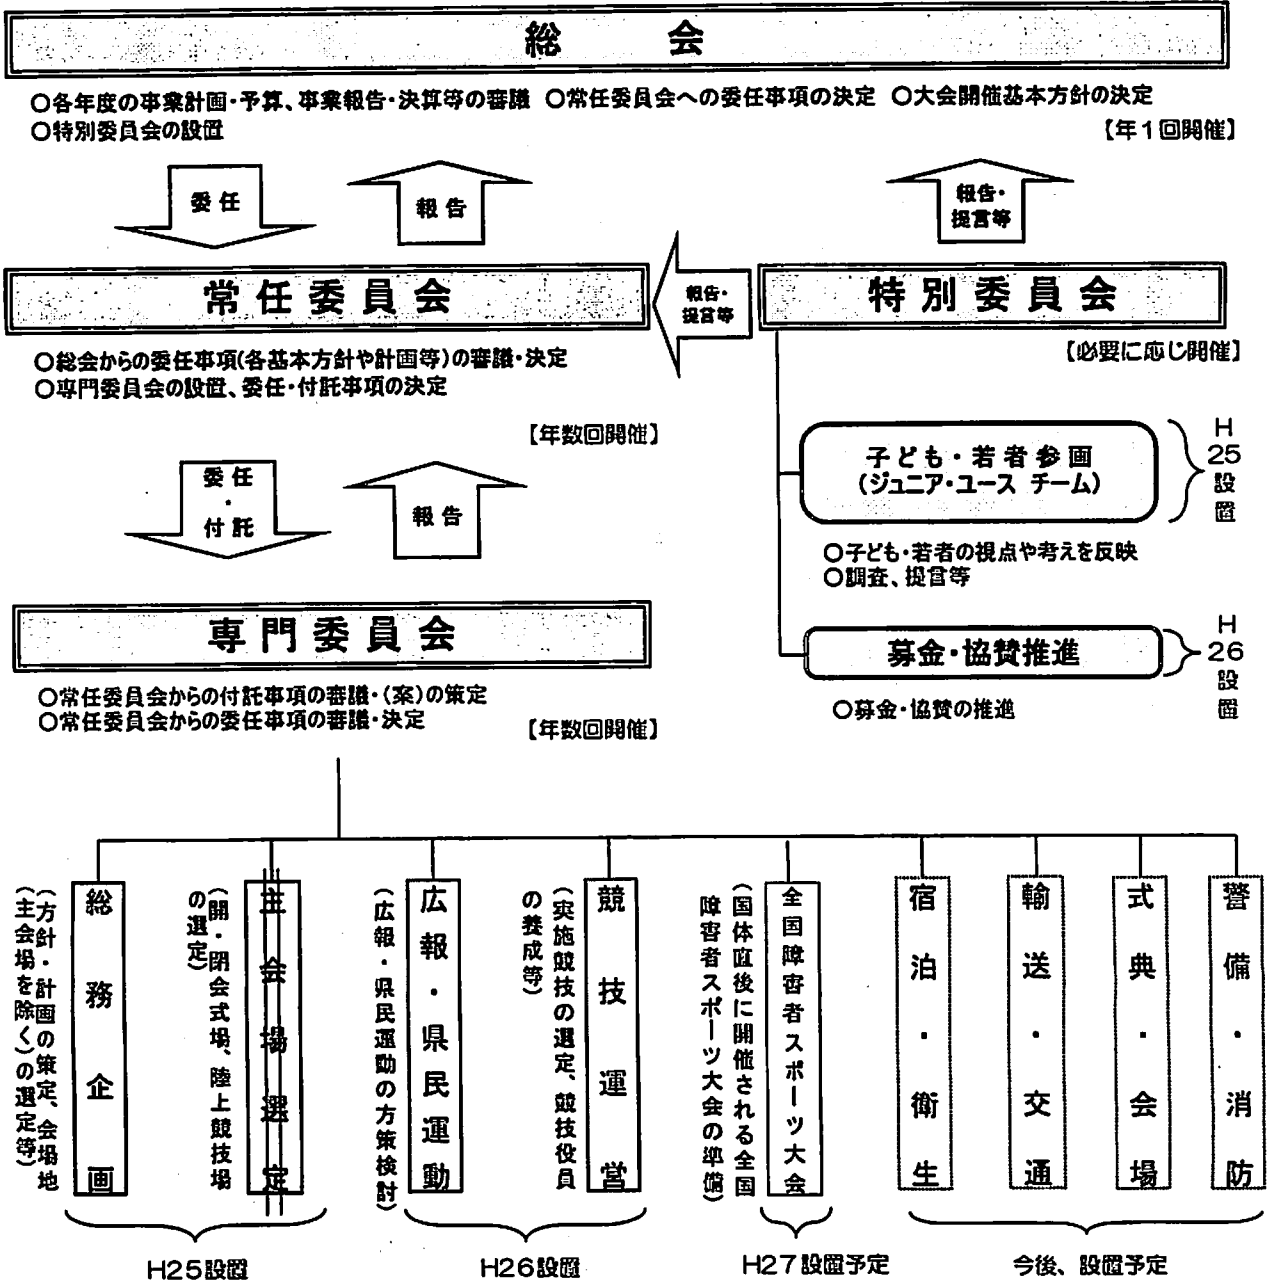 総会
○各年度の事業計画・予算、事業報告・決算等の審議 ○常任委員会への委任事項の決定 ○大会開催基本方針の決定
○特別委員会の設置
【年1回開催】
委任
報告
報告・
提言等
常任委員会
報告・
提言等
特別委員会
○総会からの委任事項(各基本方針や計画等)の審議・決定
○専門委員会の設置、委任・付託事項の決定
【年数回開催】
【必要に応じ開催】
子ども・若者参画
(ジュニア・ユース チーム)
H25設置
○子ども・若者の視点や考えを反映
○調査、提言等
委任
・
付託
報告
専門委員会
募金・協賛推進
H26設置
○募金・協賛の推進
○常任委員会からの付託事項の審議・(案)の策定
○常任委員会からの委任事項の審議・決定
【年数回開催】
総務企画
(方針・計画の策定、会場地
(主会場を除く)の選定等)
主会場選定
(開・閉会式場、陸上競技場
の選定)
広報・県民運動
(広報・県民運動の方策検討)
競技運営
(実施競技の選定、競技役員
の養成等)
全国障害者スポーツ大会
(国体直後に開催される全国
障害者スポーツ大会の準備)
宿泊・衛生
輸送・交通
式典・会場
警備・消防
H25設置
H26設置
H27設置予定
今後、設置予定